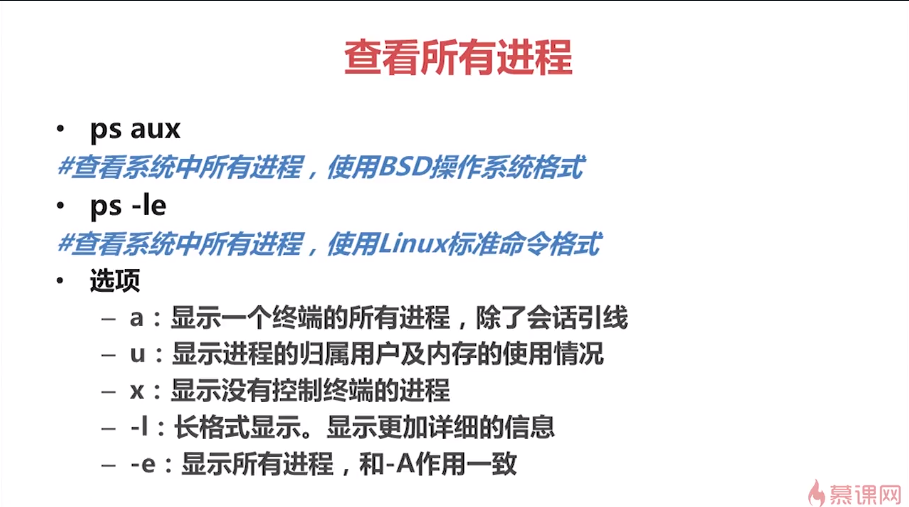 查看所有进程
• ps aux
#查看系统中所有进程，使用BSD操作系统格式
• ps -le
#查看系统中所有进程，使用Linux标准命令格式
• 选项
– a：显示一个终端的所有进程，除了会话引线
– u：显示进程的归属用户及内存的使用情况
– x：显示没有控制终端的进程
– -l：长格式显示。显示更加详细的信息
– -e：显示所有进程，和-A作用一致
慕课网